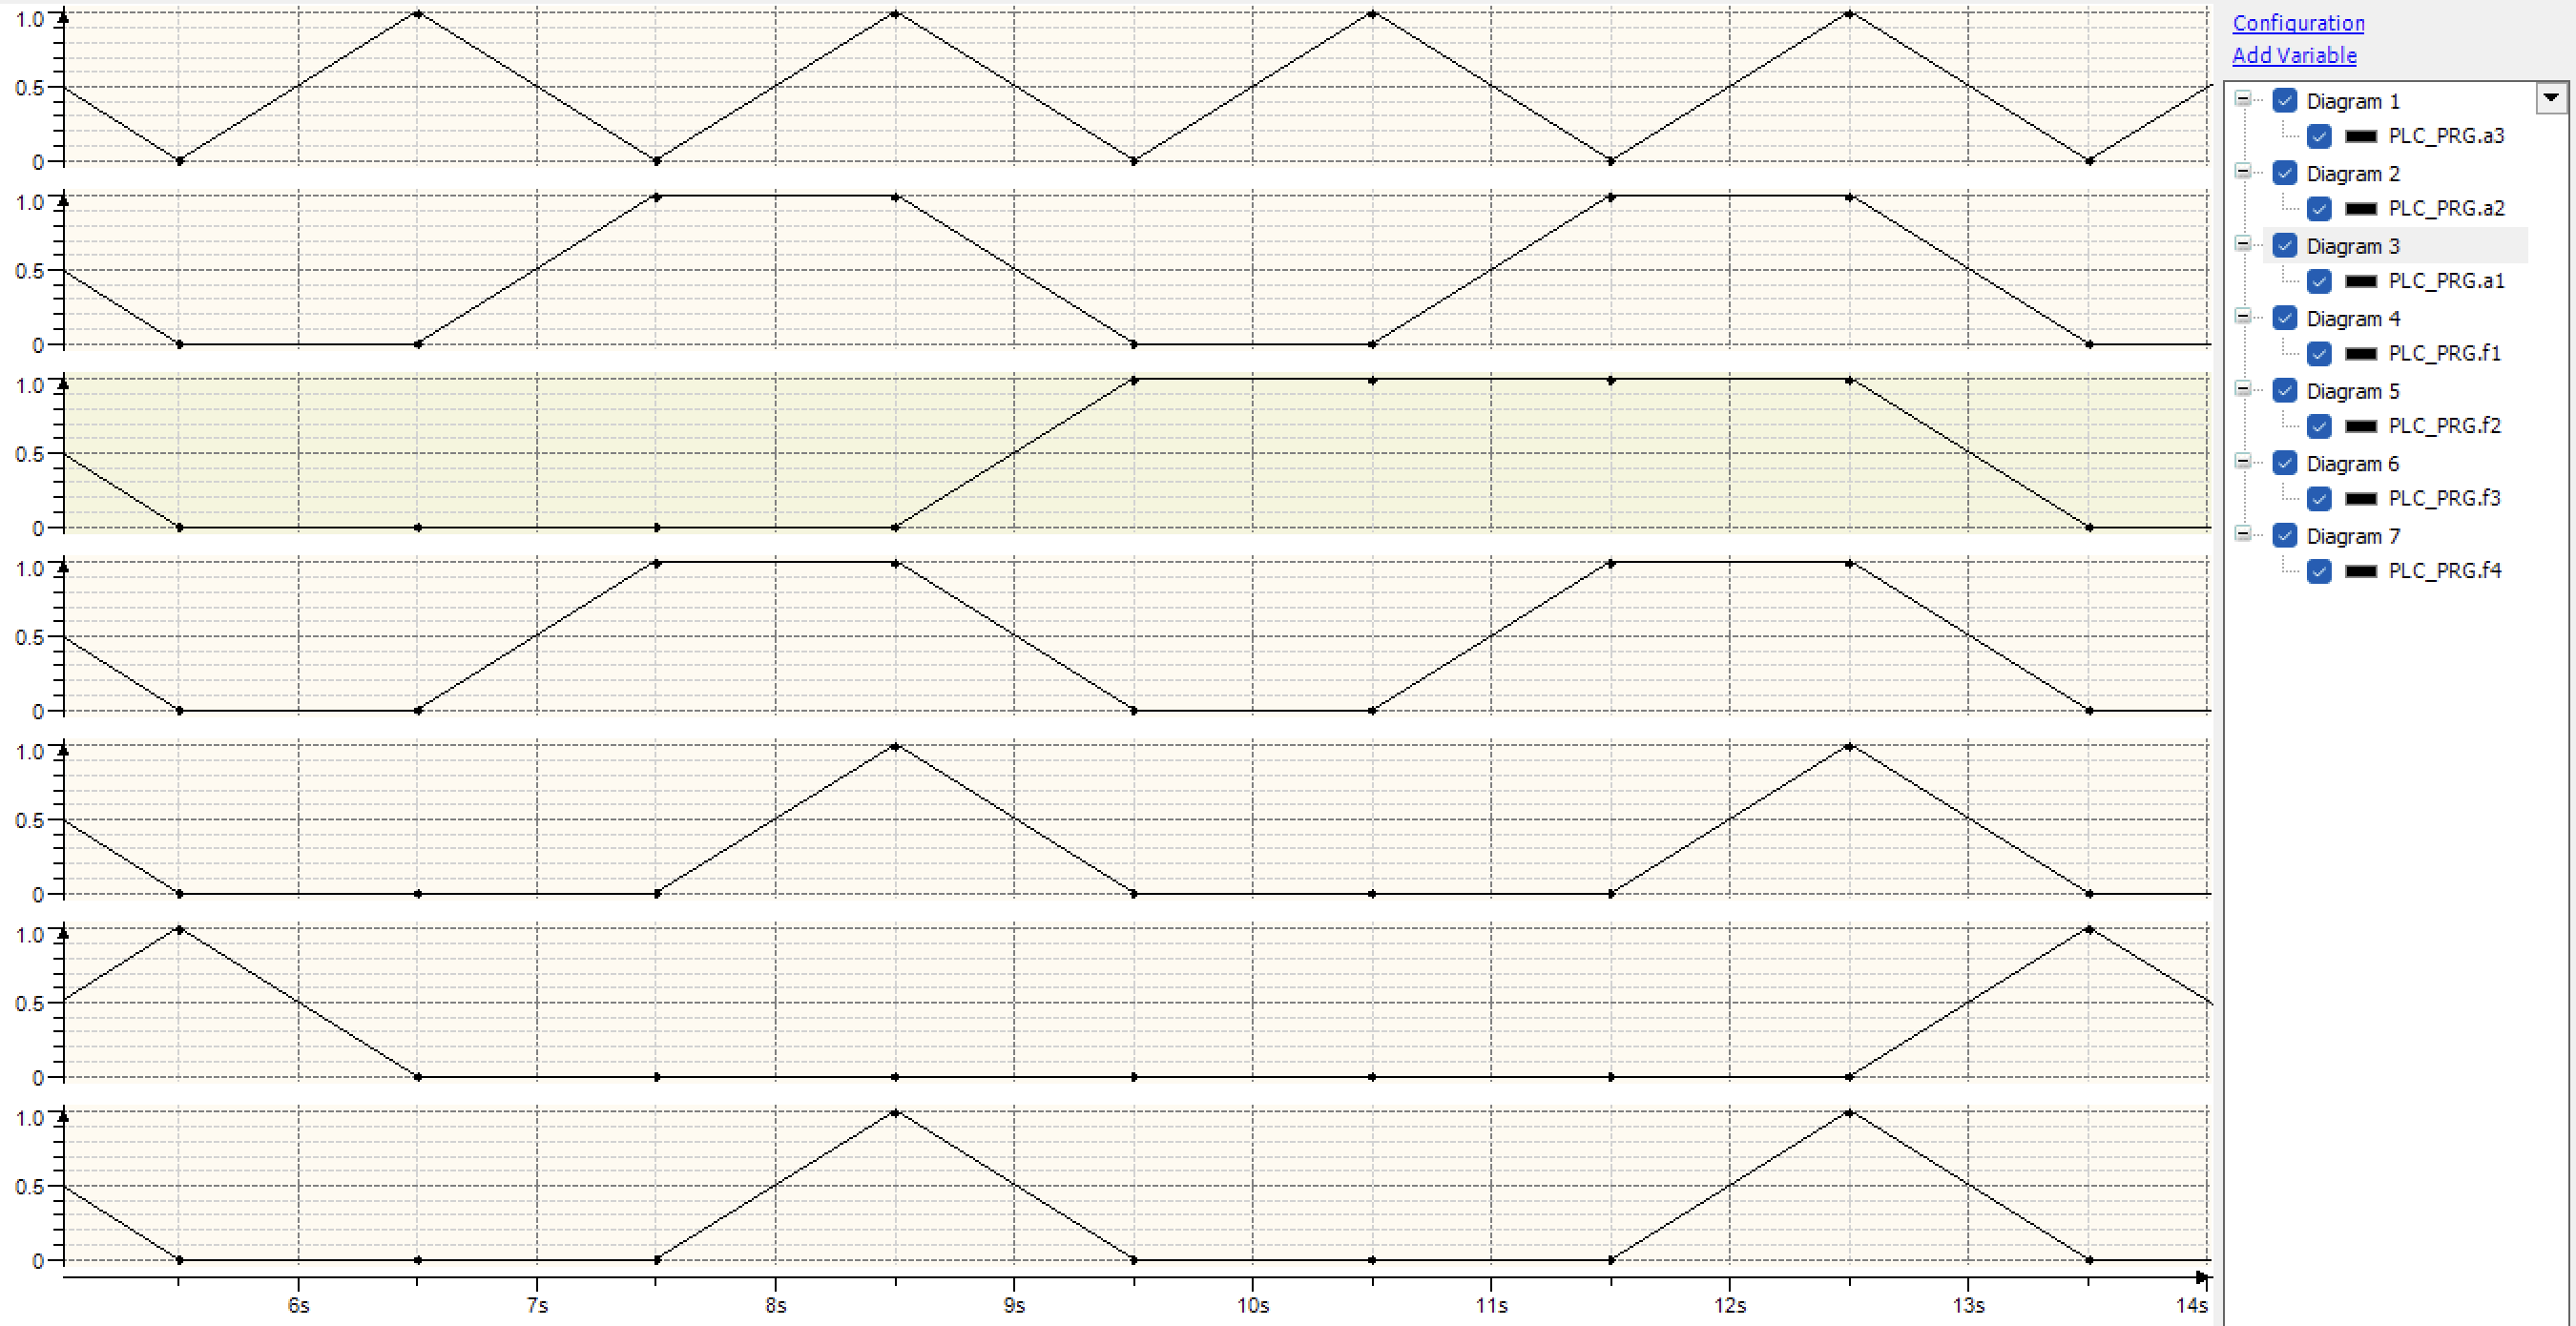 Configuration
Add Variable
1.0
0.5
0
1.0
0.5
0
1.0
0.5
0
1.0
0.5
0
1.0
0.5
0
1.0
0.5
0
1.0
0.5
0
6s 7s 8s 9s 10s 11s 12s 13s 14s
Diagram 1
PLC_PRG.a3
Diagram 2
PLC_PRG.a2
Diagram 3
PLC_PRG.a1
Diagram 4
PLC_PRG.f1
Diagram 5
PLC_PRG.f2
Diagram 6
PLC_PRG.f3
Diagram 7
PLC_PRG.f4